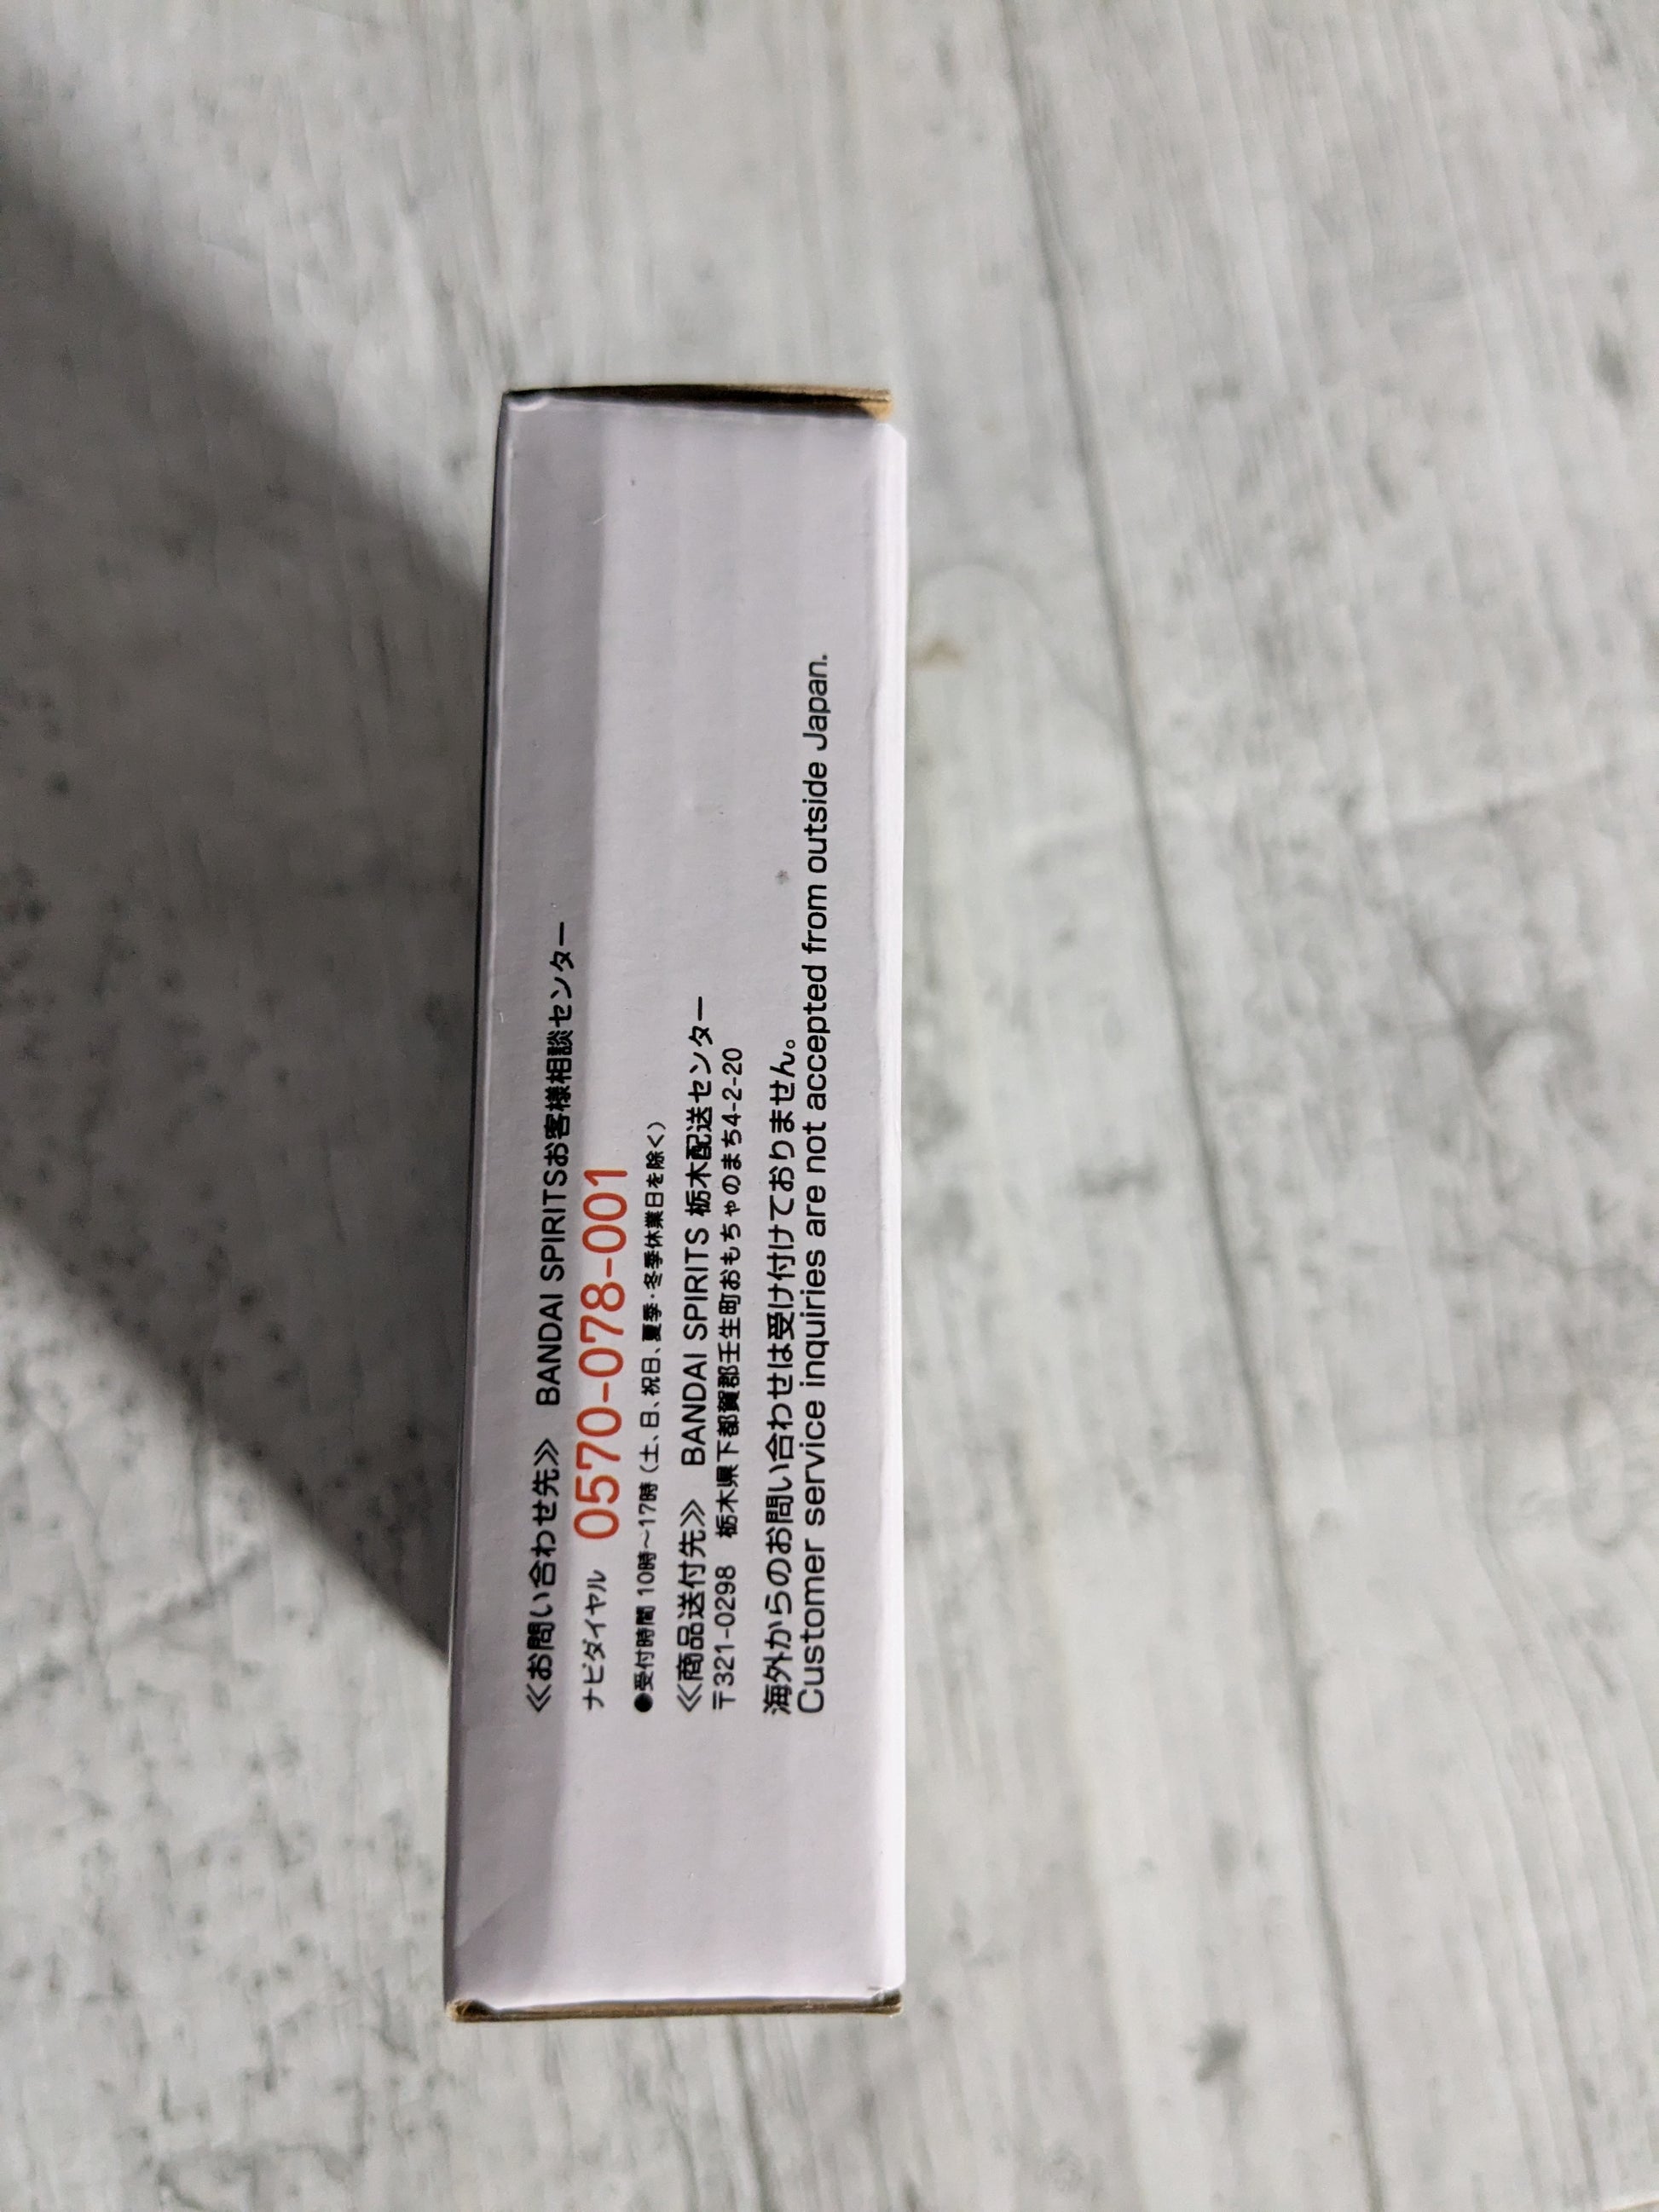 ≪お問い合わせ先≫ BANDAI SPIRITSお客様相談センター
ナビダイヤル 0570-078-001
●受付時間 10時〜17時（土、日、祝日、夏季・冬季休業日を除く）
≪商品送付先≫ BANDAI SPIRITS 栃木配送センター
〒321-0298 栃木県下都賀郡壬生町おもちゃのまち4-2-20
海外からのお問い合わせは受け付けておりません。
Customer service inquiries are not accepted from outside Japan.